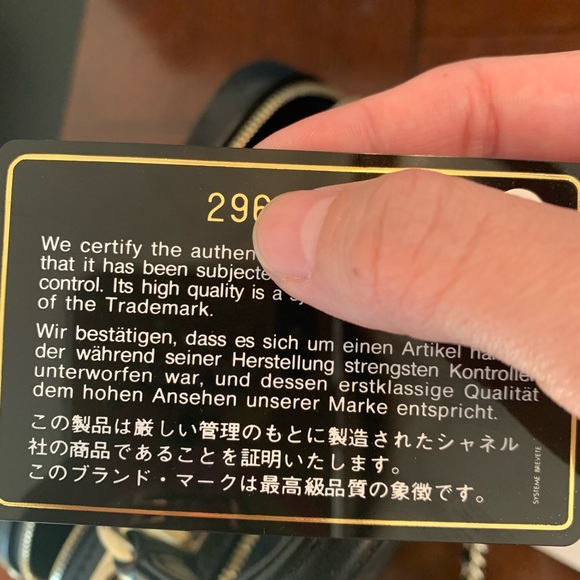 296
We certify the authen
that it has been subjecte
control. Its high quality is a
of the Trademark.
Wir bestätigen, dass es sich um einen Artikel
der während seiner Herstellung strengsten Kontrollen
unterworfen war, und dessen erstklassige Qualität
dem hohen Ansehen unserer Marke entspricht.
この製品は厳しい管理のもとに製造されたシャネル
社の商品であることを証明いたします。
このブランド・マークは最高級品質の象徴です。
SYSTEME BREVETE